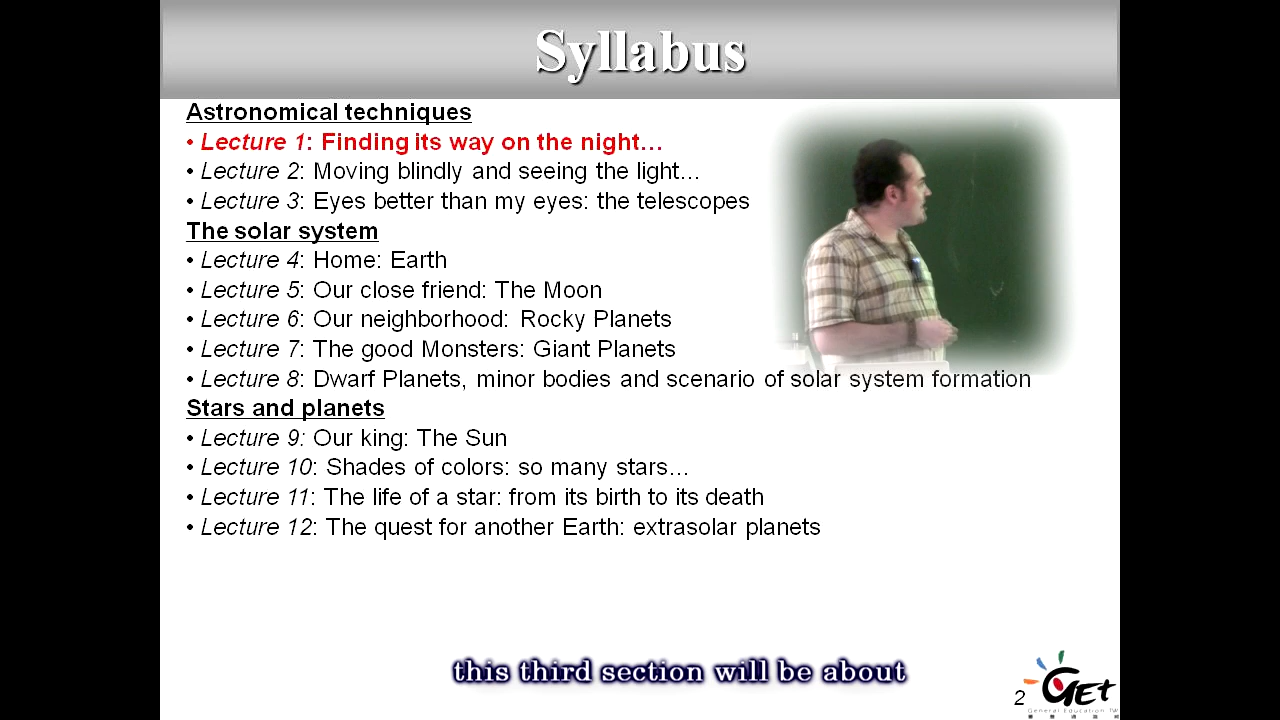 Syllabus
Astronomical techniques
• Lecture 1: Finding its way on the night…
• Lecture 2: Moving blindly and seeing the light…
• Lecture 3: Eyes better than my eyes: the telescopes
The solar system
• Lecture 4: Home: Earth
• Lecture 5: Our close friend: The Moon
• Lecture 6: Our neighborhood: Rocky Planets
• Lecture 7: The good Monsters: Giant Planets
• Lecture 8: Dwarf Planets, minor bodies and scenario of solar system formation
Stars and planets
• Lecture 9: Our king: The Sun
• Lecture 10: Shades of colors: so many stars…
• Lecture 11: The life of a star: from its birth to its death
• Lecture 12: The quest for another Earth: extrasolar planets
this third section will be about
2
GET
General Education TW